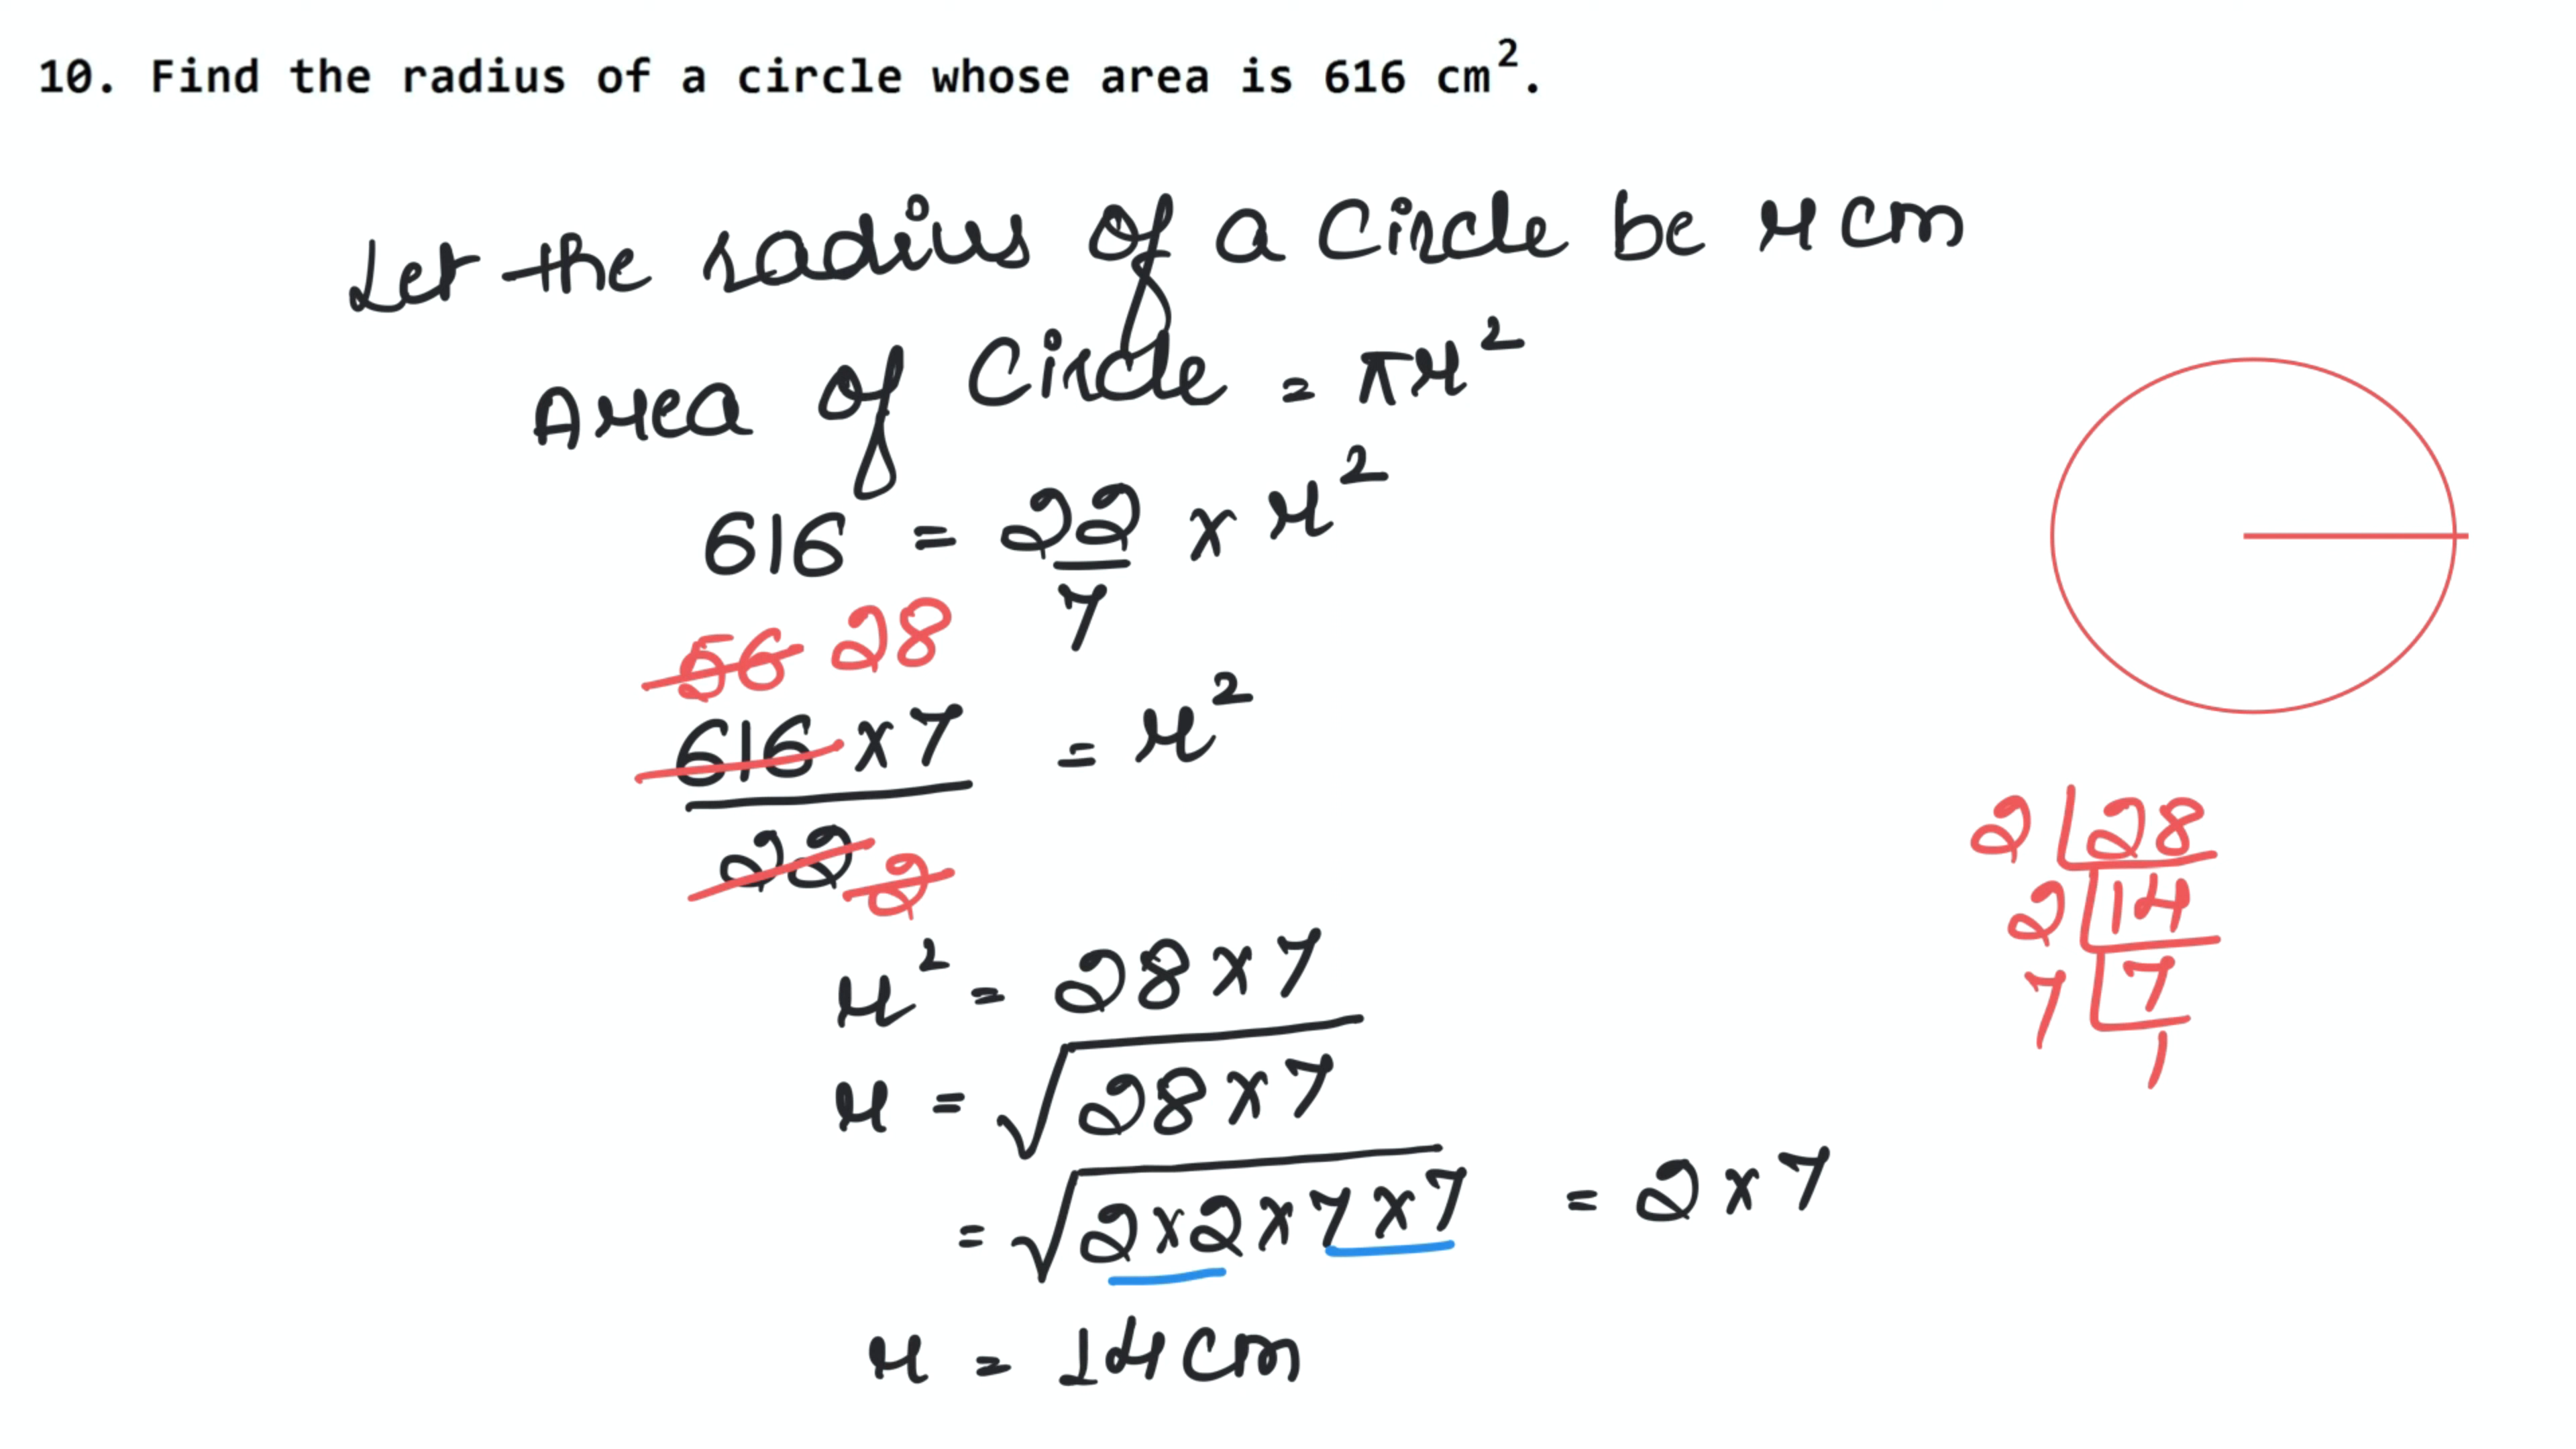 10. Find the radius of a circle whose area is 616 cm².
Let the radius of a circle be r cm
Area of Circle = πr²
616 = 22/7 x r²
56 28
616 x 7 / 22 2 = r²
r² = 28 x 7
r = √28 x 7
= √2 x 2 x 7 x 7 = 2 x 7
r = 14 cm
2 | 28
2 | 14
7 | 7
1